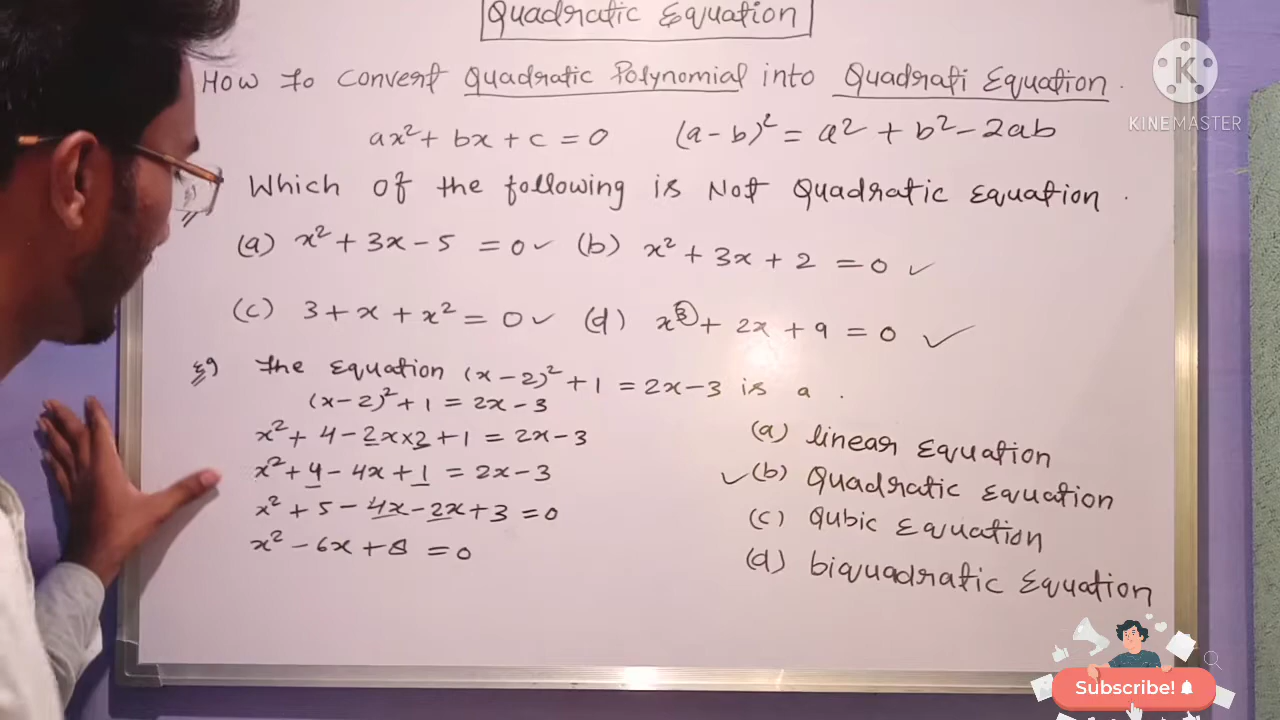 Quadratic Equation
How to Convert Quadratic Polynomial into Quadrati Equation.
ax² + bx + c = 0 (a-b)² = a² + b² - 2ab
Which of the following is Not Quadratic Equation.
(a) x² + 3x - 5 = 0 ✓ (b) x² + 3x + 2 = 0 ✓
(c) 3 + x + x² = 0 ✓ (d) x³ + 2x + 9 = 0 ✓
Eg The Equation (x-2)² + 1 = 2x-3 is a .
(x-2)² + 1 = 2x - 3
x² + 4 - 2x×2 + 1 = 2x - 3
x² + 4 - 4x + 1 = 2x - 3
x² + 5 - 4x - 2x + 3 = 0
x² - 6x + 8 = 0
(a) linear Equation
✓(b) Quadratic Equation
(c) Qubic Equation
(d) biquadratic Equation
KINEMASTER
Subscribe!